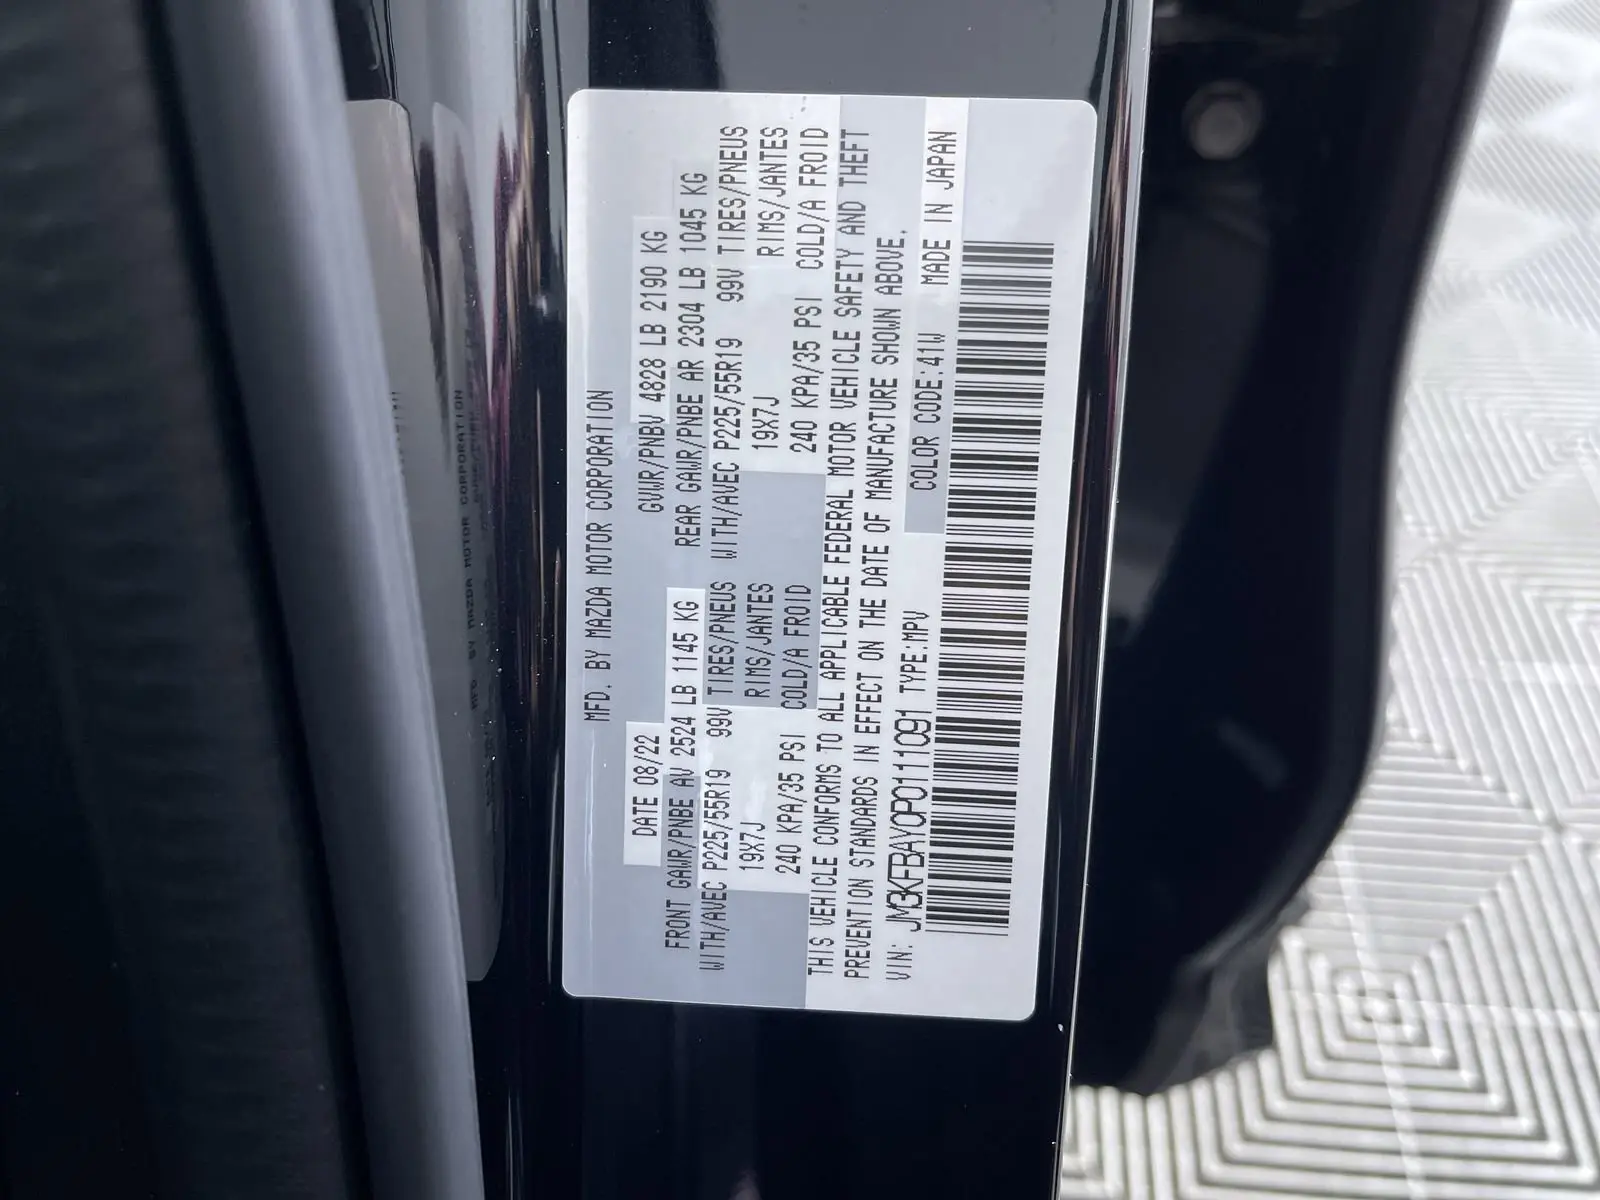 MFD. BY MAZDA MOTOR CORPORATION
DATE 08/22 GVWR/PNBV 4828 LB 2190 KG
FRONT GAWR/PNBE AV 2524 LB 1145 KG REAR GAWR/PNBE AR 2304 LB 1045 KG
WITH/AVEC P225/55R19 99V TIRES/PNEUS WITH/AVEC P225/55R19 99V TIRES/PNEUS
19X7J RIMS/JANTES 19X7J RIMS/JANTES
240 KPA/35 PSI COLD/A FROID 240 KPA/35 PSI COLD/A FROID
THIS VEHICLE CONFORMS TO ALL APPLICABLE FEDERAL MOTOR VEHICLE SAFETY AND THEFT
PREVENTION STANDARDS IN EFFECT ON THE DATE OF MANUFACTURE SHOWN ABOVE.
VIN: JM3KFBAY0P0111091 TYPE:MPV COLOR CODE:41W MADE IN JAPAN